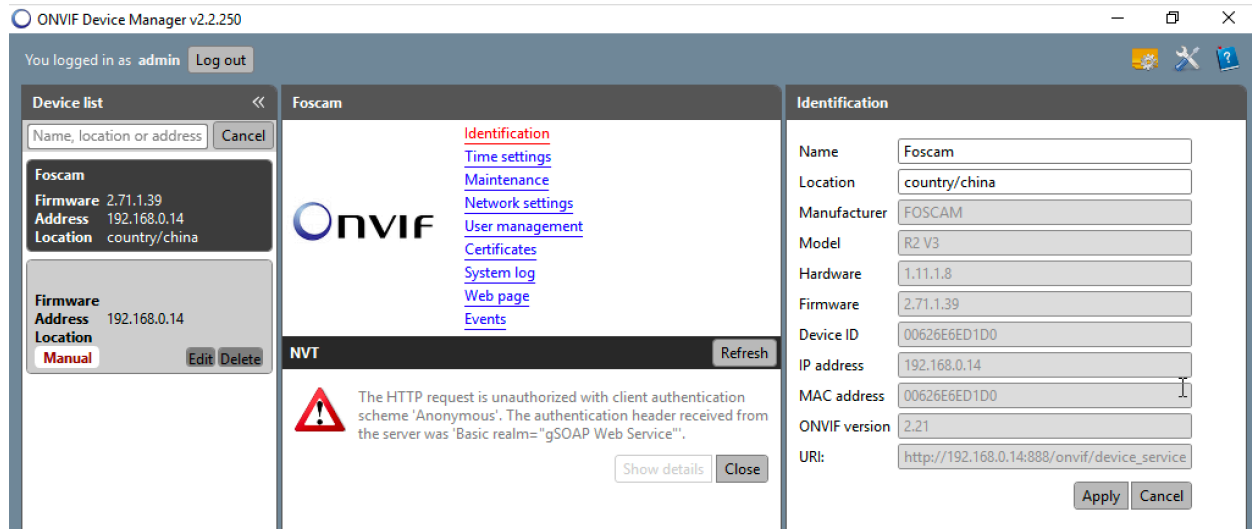 ONVIF Device Manager v2.2.250
You logged in as admin Log out
Device list
Name, location or address Cancel
Foscam
Firmware 2.71.1.39
Address 192.168.0.14
Location country/china
Firmware
Address 192.168.0.14
Location
Manual Edit Delete
Foscam
ONVIF
Identification
Time settings
Maintenance
Network settings
User management
Certificates
System log
Web page
Events
NVT Refresh
The HTTP request is unauthorized with client authentication
scheme 'Anonymous'. The authentication header received from
the server was 'Basic realm="gSOAP Web Service"'.
Show details Close
Identification
Name Foscam
Location country/china
Manufacturer FOSCAM
Model R2 V3
Hardware 1.11.1.8
Firmware 2.71.1.39
Device ID 00626E6ED1D0
IP address 192.168.0.14
MAC address 00626E6ED1D0
ONVIF version 2.21
URI: http://192.168.0.14:888/onvif/device_service
Apply Cancel